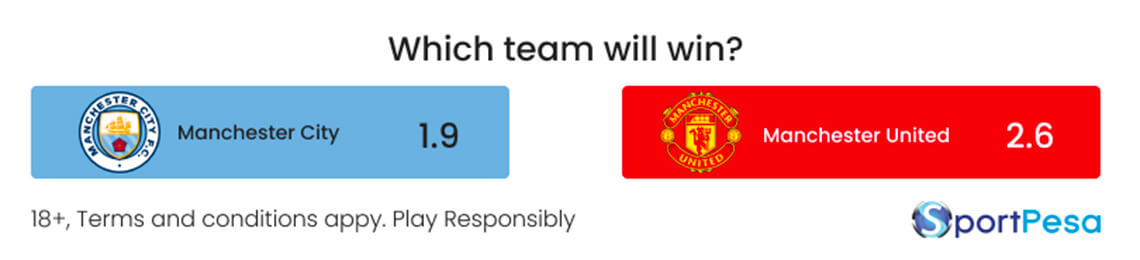 Which team will win?
MANCHESTER CITY F.C.
Manchester City 1.9
MANCHESTER UNITED
Manchester United 2.6
18+, Terms and conditions appy. Play Responsibly
SportPesa